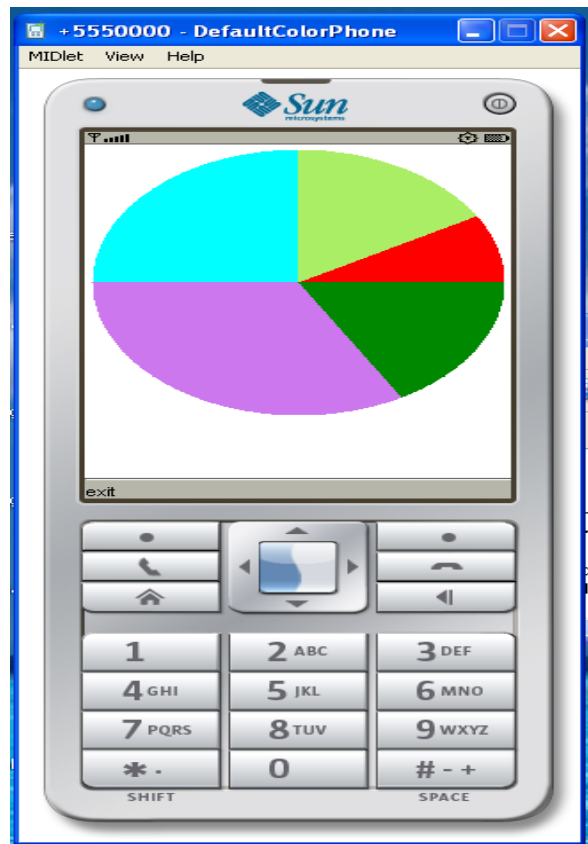 +5550000 - DefaultColorPhone
MIDlet View Help
Sun
microsystems
exit
1 2 ABC 3 DEF
4 GHI 5 JKL 6 MNO
7 PQRS 8 TUV 9 WXYZ
* . 0 # - +
SHIFT SPACE